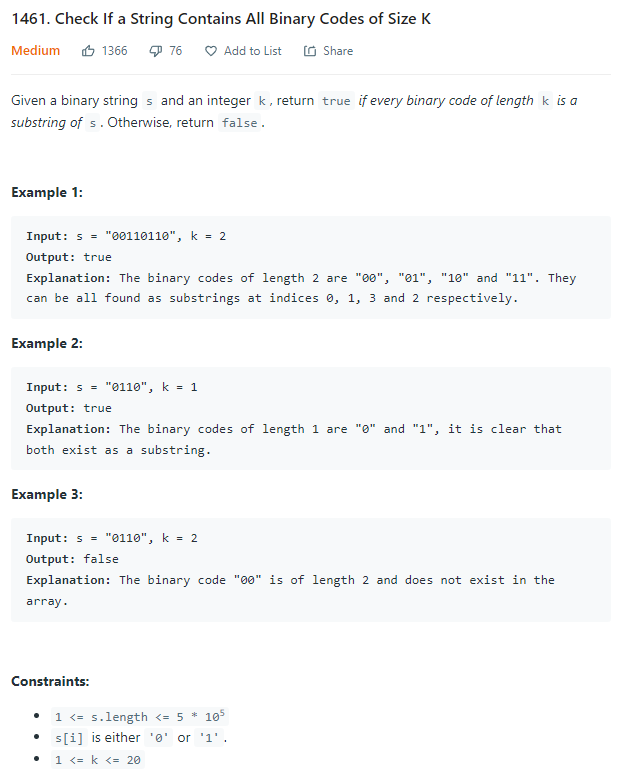 1461. Check If a String Contains All Binary Codes of Size K
Medium 1366 76 Add to List Share
Given a binary string s and an integer k, return true if every binary code of length k is a
substring of s. Otherwise, return false.
Example 1:
Input: s = "00110110", k = 2
Output: true
Explanation: The binary codes of length 2 are "00", "01", "10" and "11". They
can be all found as substrings at indices 0, 1, 3 and 2 respectively.
Example 2:
Input: s = "0110", k = 1
Output: true
Explanation: The binary codes of length 1 are "0" and "1", it is clear that
both exist as a substring.
Example 3:
Input: s = "0110", k = 2
Output: false
Explanation: The binary code "00" is of length 2 and does not exist in the
array.
Constraints:
• 1 <= s.length <= 5 * 10⁵
• s[i] is either '0' or '1'.
• 1 <= k <= 20